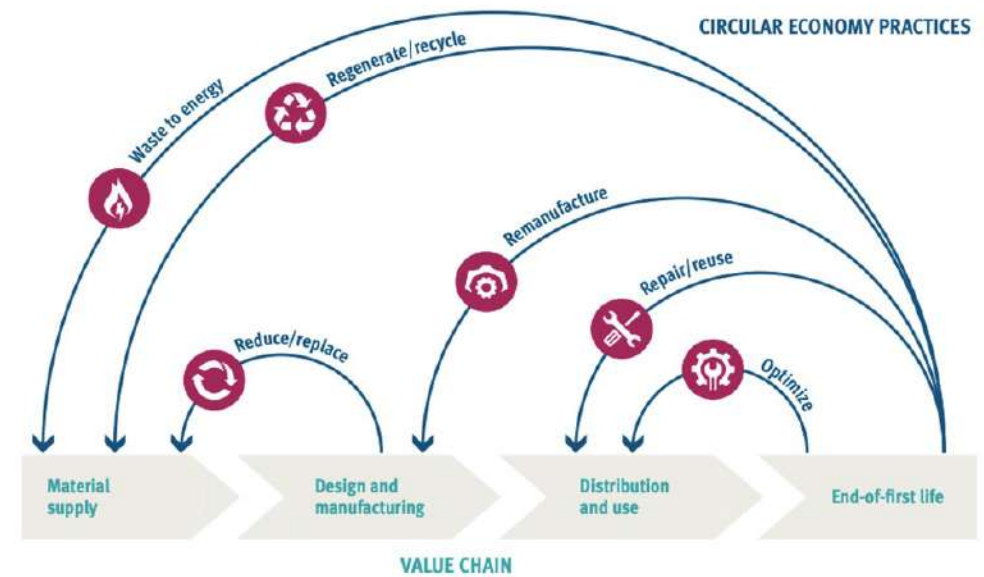 CIRCULAR ECONOMY PRACTICES
Waste to energy
Regenerate/recycle
Remanufacture
Repair/reuse
Reduce/replace
Optimize
Material
supply
Design and
manufacturing
Distribution
and use
End-of-first life
VALUE CHAIN